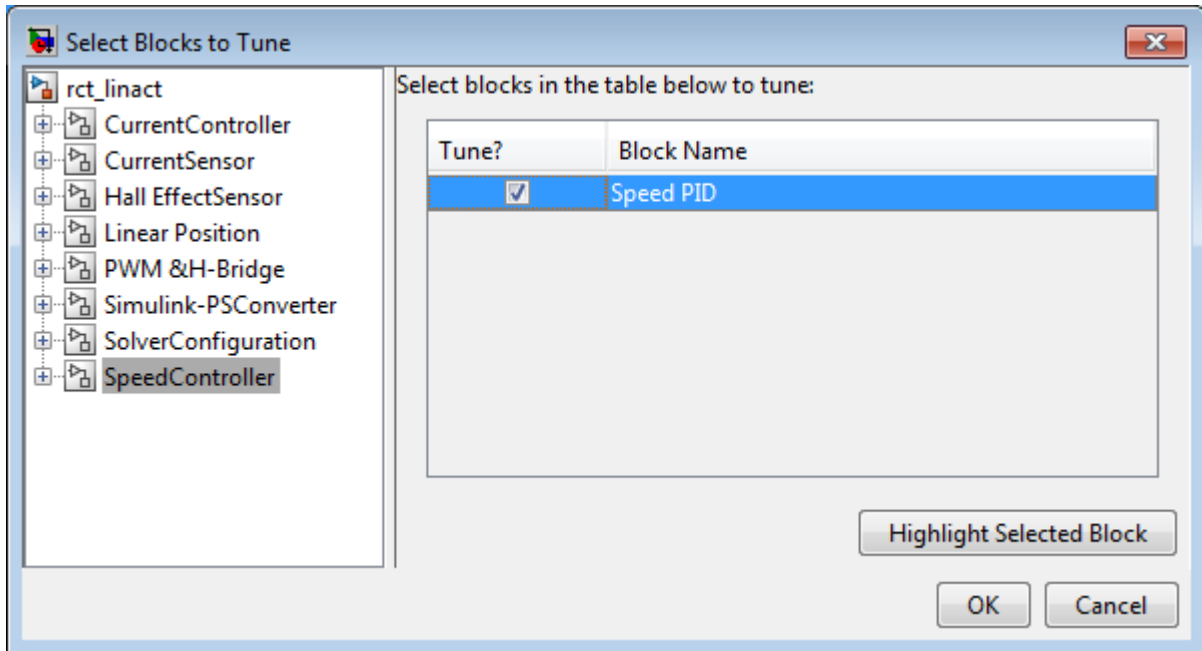 Select Blocks to Tune
rct_linact
CurrentController
CurrentSensor
Hall EffectSensor
Linear Position
PWM &H-Bridge
Simulink-PSConverter
SolverConfiguration
SpeedController
Select blocks in the table below to tune:
Tune? Block Name
Speed PID
Highlight Selected Block
OK Cancel